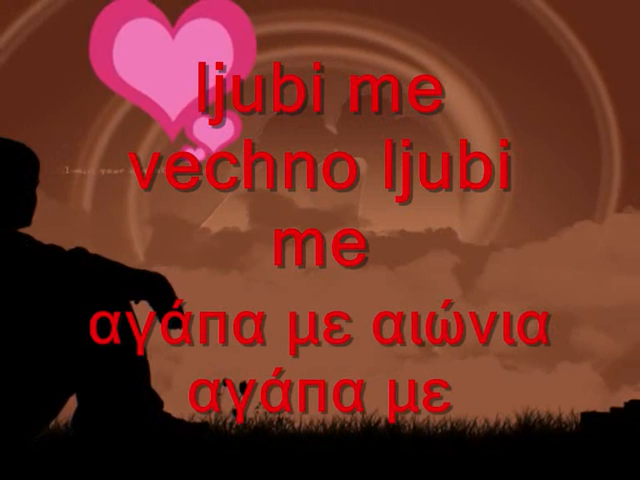 ljubi me
vechno ljubi
me
αγάπα με αιώνια
αγάπα με